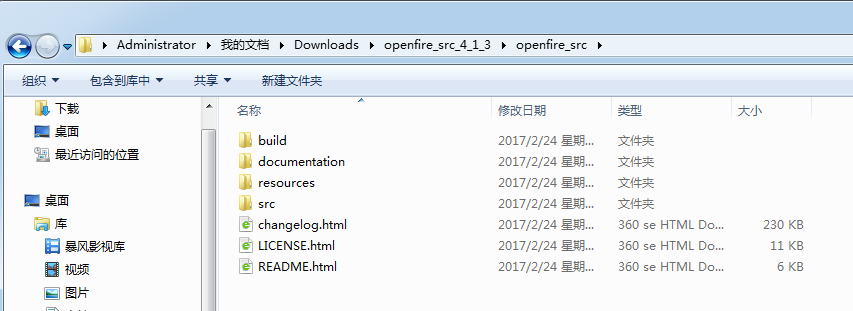 Administrator 我的文档 Downloads openfire_src_4_1_3 openfire_src
组织 包含到库中 共享 新建文件夹
下载
桌面
最近访问的位置
桌面
库
暴风影视库
视频
图片
名称 修改日期 类型 大小
build 2017/2/24 星期... 文件夹
documentation 2017/2/24 星期... 文件夹
resources 2017/2/24 星期... 文件夹
src 2017/2/24 星期... 文件夹
changelog.html 2017/2/24 星期... 360 se HTML Do... 230 KB
LICENSE.html 2017/2/24 星期... 360 se HTML Do... 11 KB
README.html 2017/2/24 星期... 360 se HTML Do... 6 KB